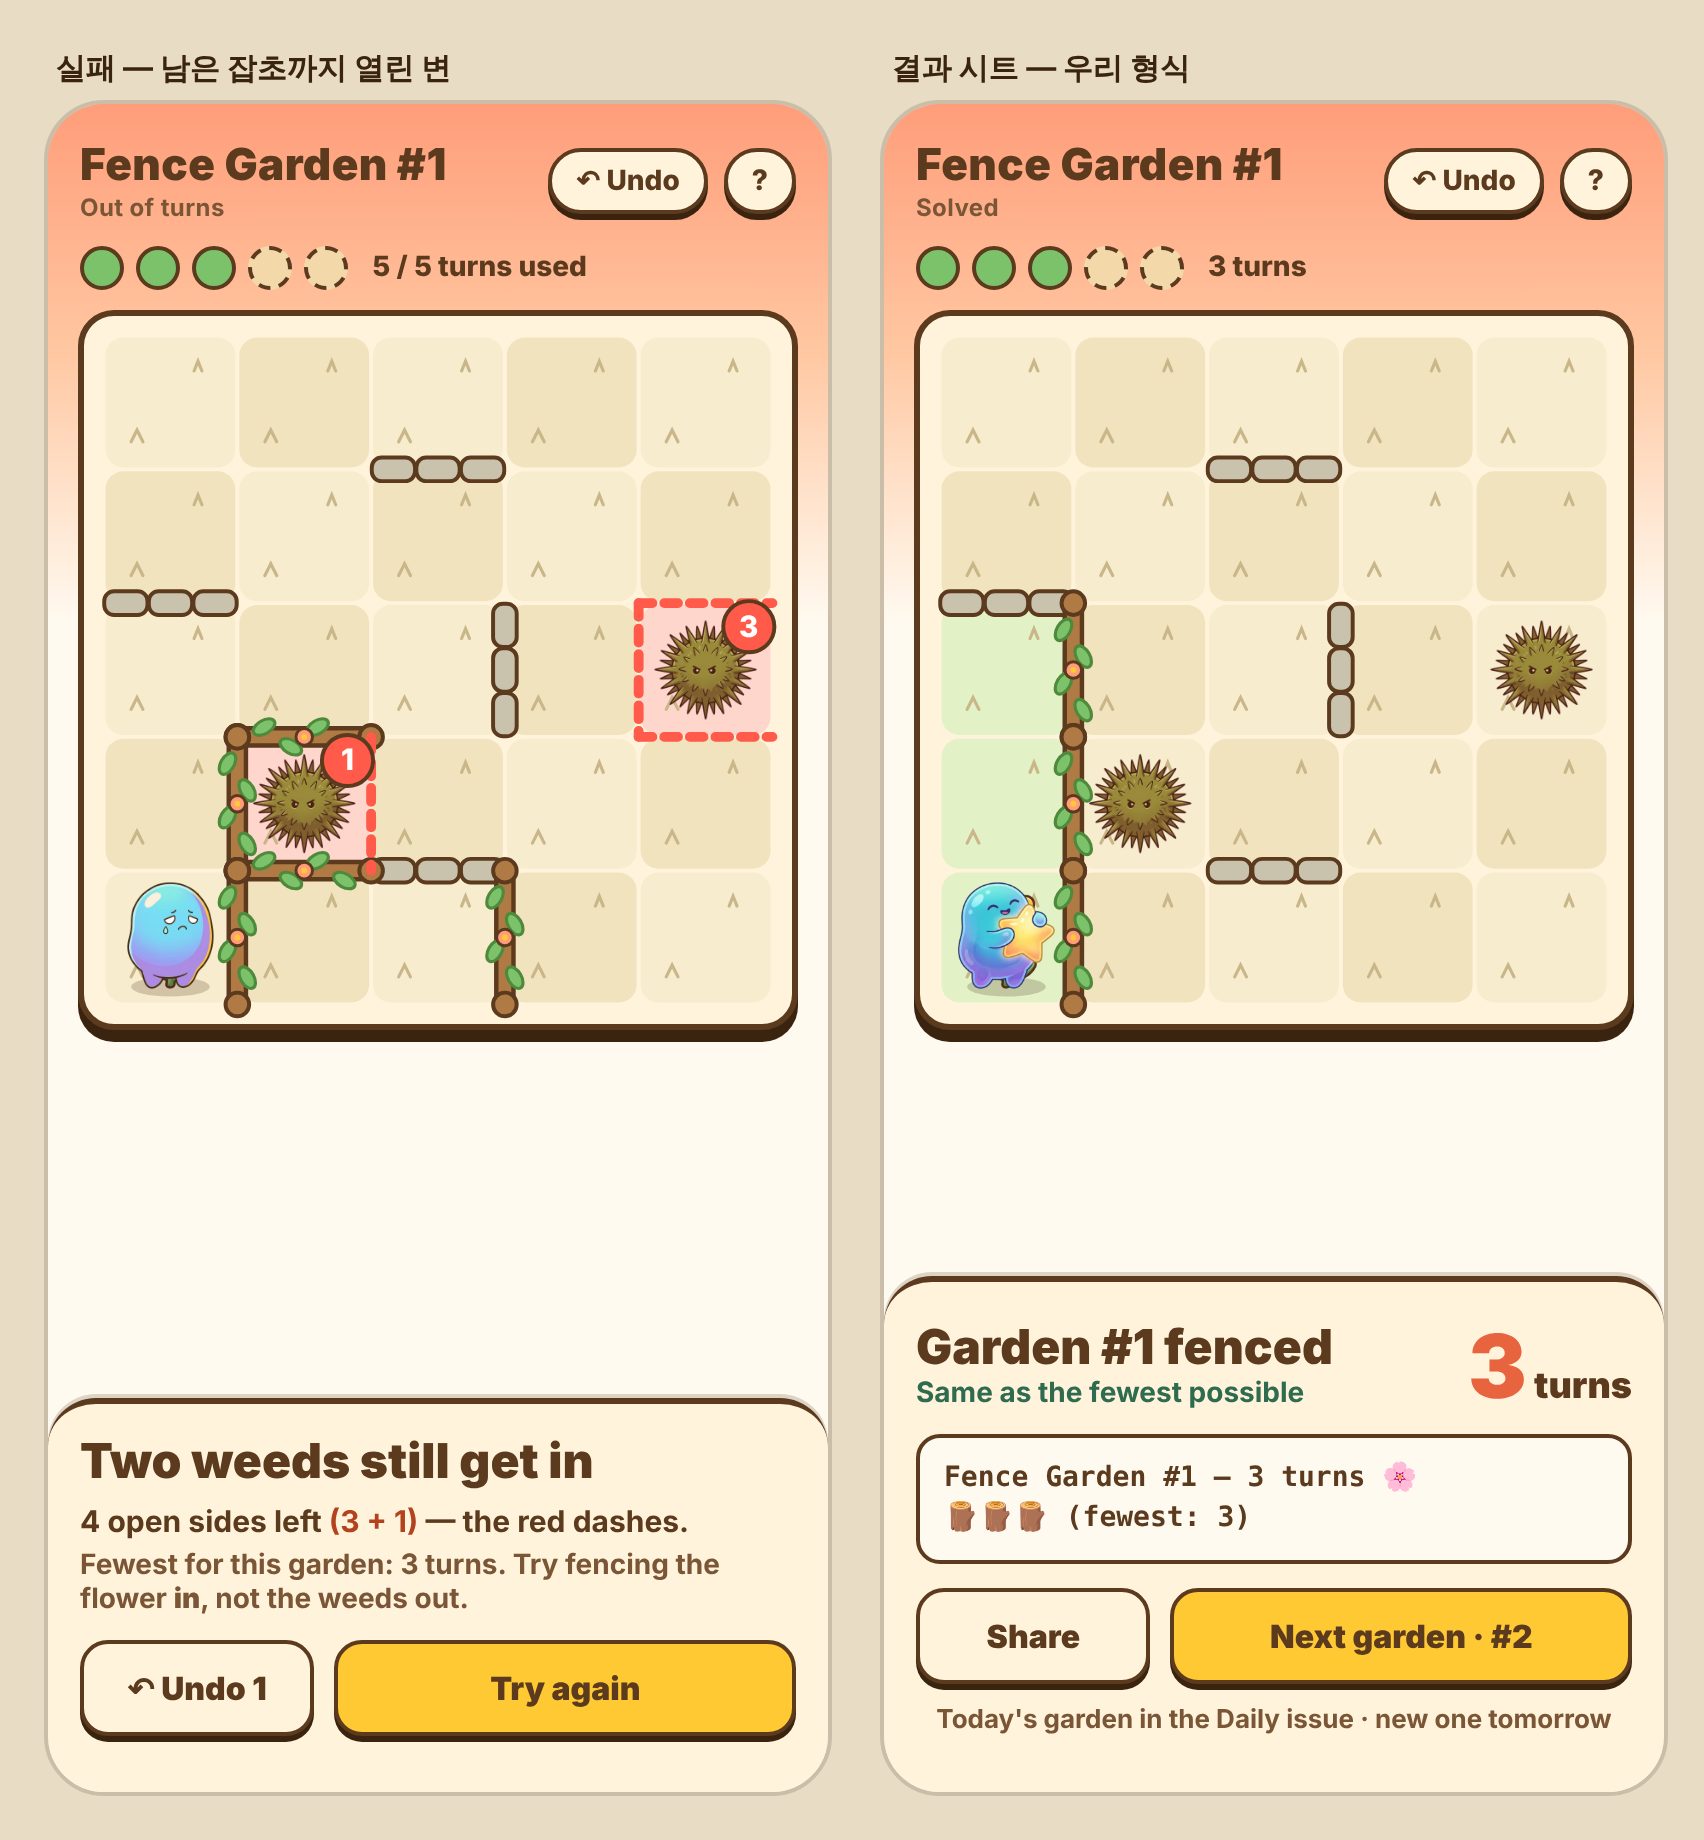 실패 — 남은 잡초까지 열린 변
Fence Garden #1
Out of turns
↶ Undo
?
5 / 5 turns used
3
1
Two weeds still get in
4 open sides left (3 + 1) — the red dashes.
Fewest for this garden: 3 turns. Try fencing the
flower in, not the weeds out.
↶ Undo 1
Try again
결과 시트 — 우리 형식
Fence Garden #1
Solved
↶ Undo
?
3 turns
Garden #1 fenced
Same as the fewest possible
3 turns
Fence Garden #1 — 3 turns 🌸
🪵🪵🪵 (fewest: 3)
Share
Next garden · #2
Today's garden in the Daily issue · new one tomorrow